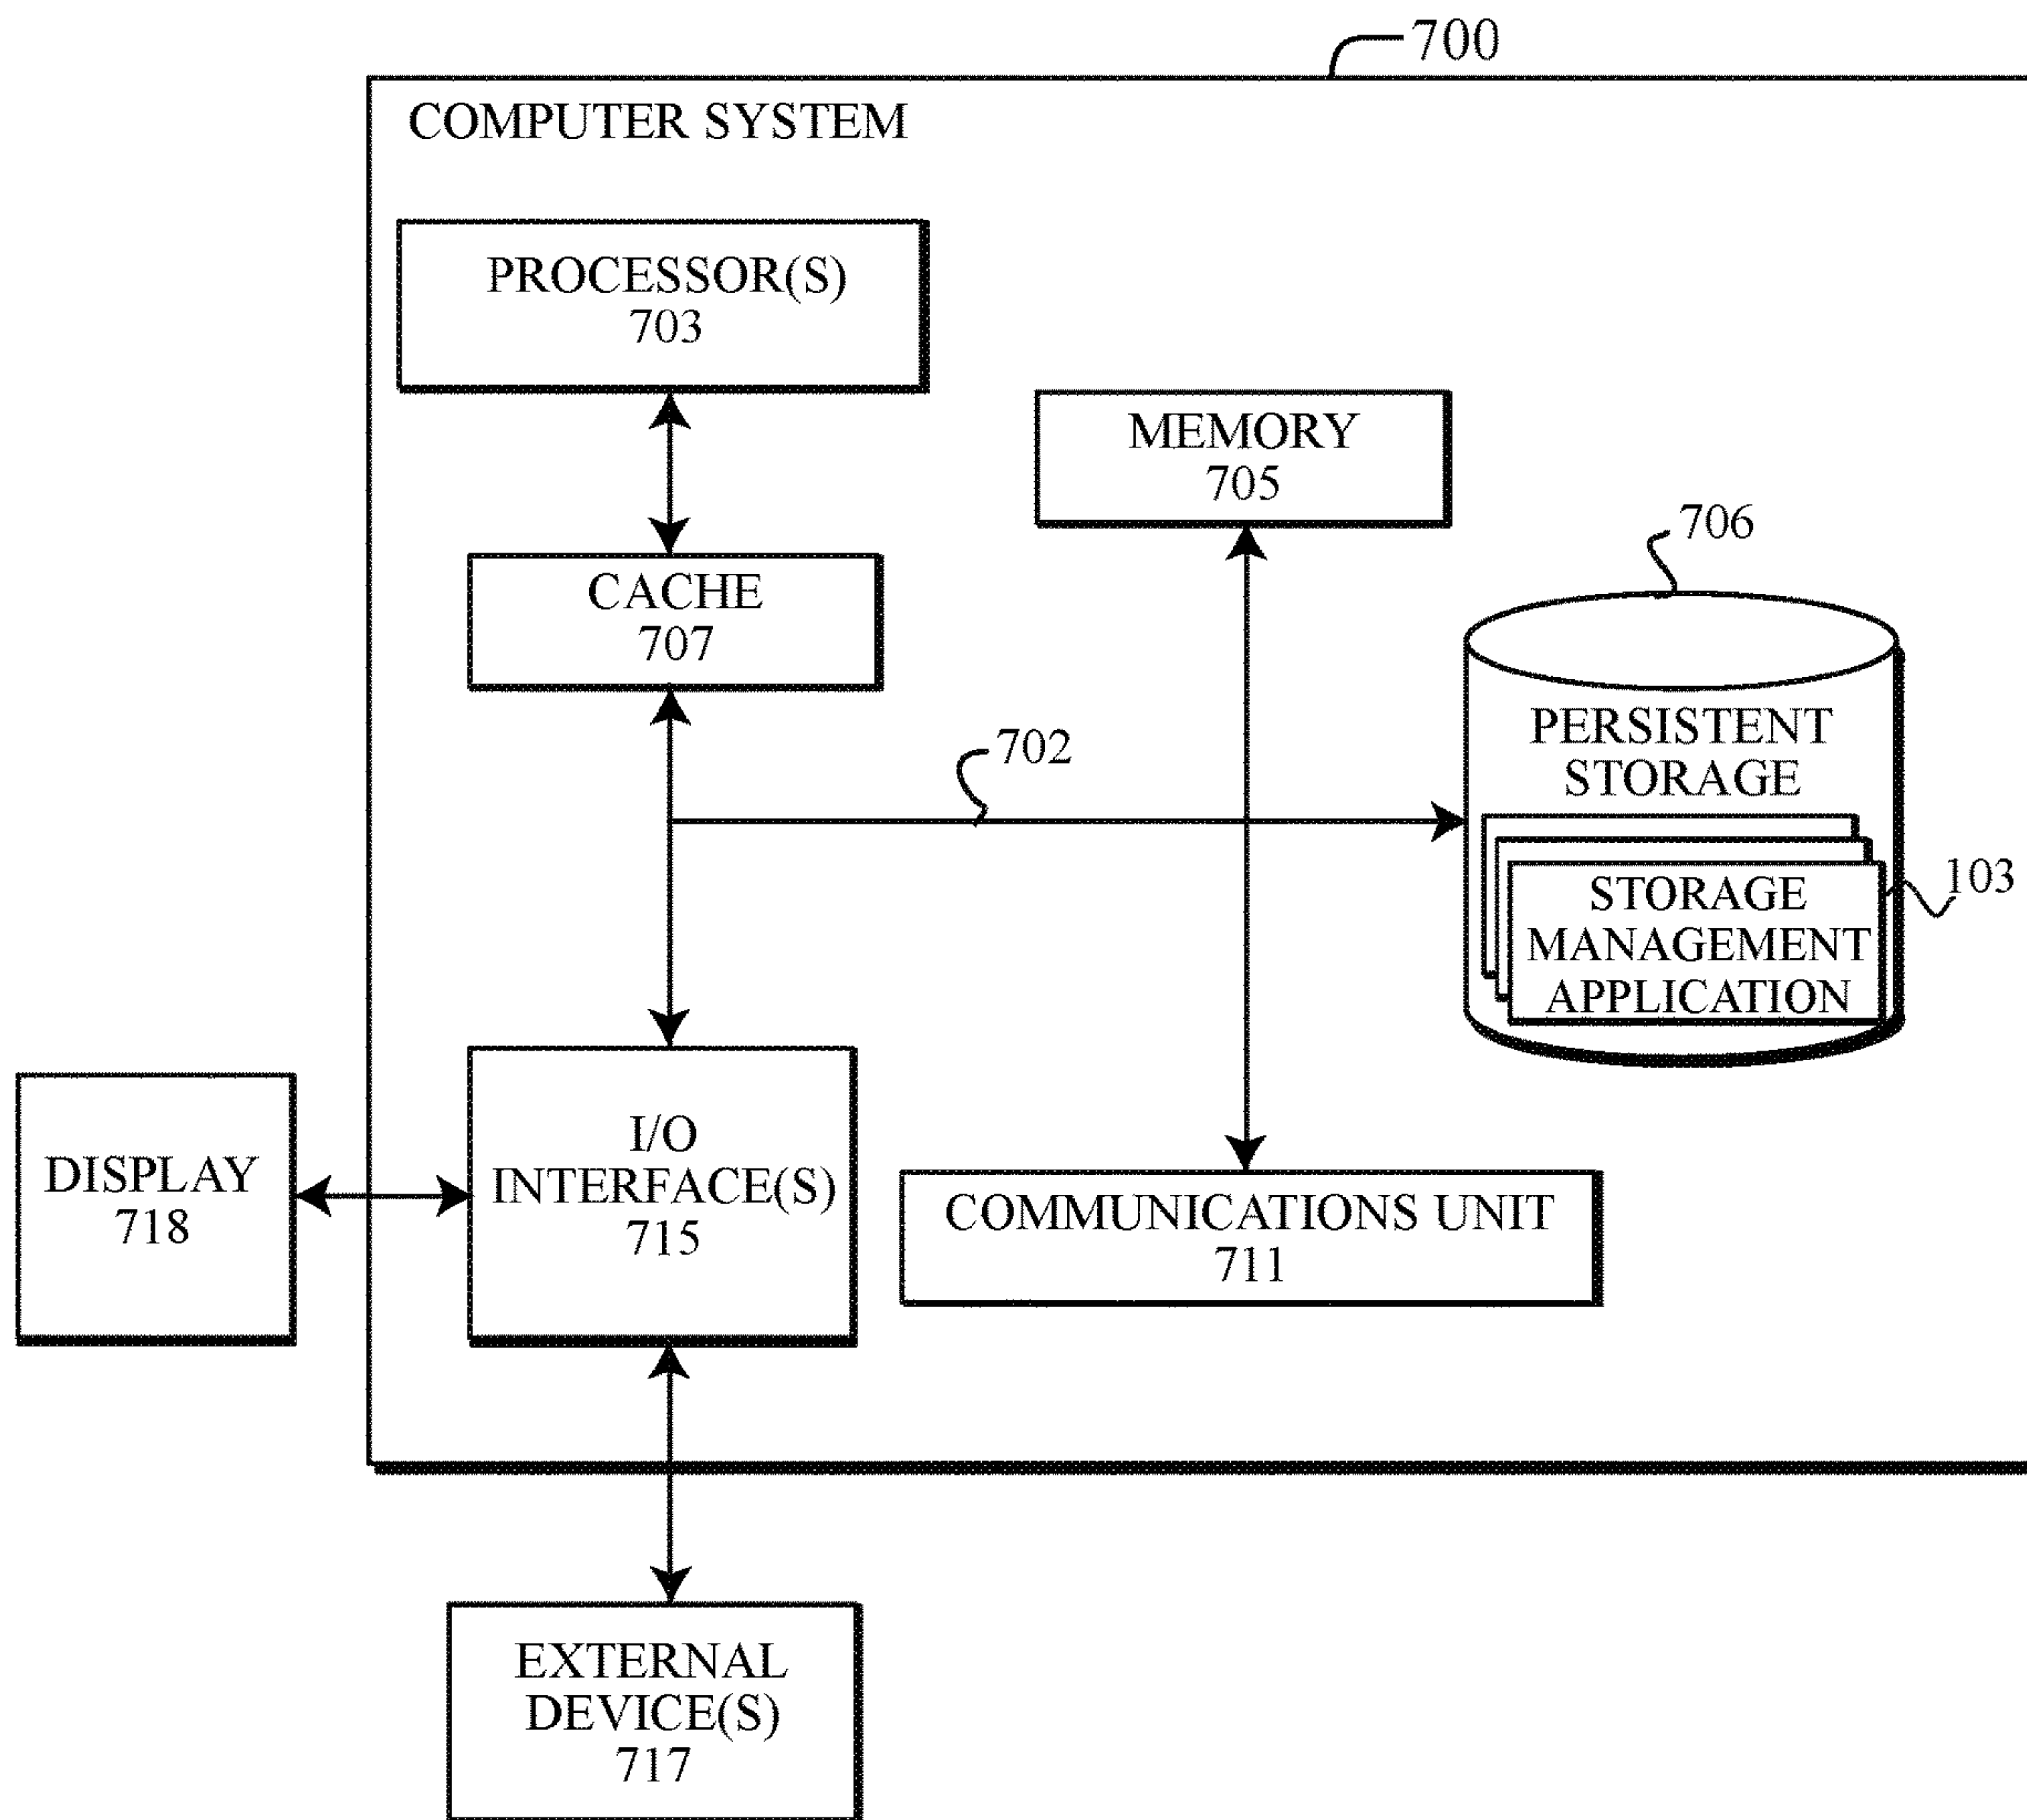 700
COMPUTER SYSTEM
PROCESSOR(S)
703
MEMORY
705
706
CACHE
707
702
PERSISTENT
STORAGE
103
STORAGE
MANAGEMENT
APPLICATION
I/O
INTERFACE(S)
715
DISPLAY
718
COMMUNICATIONS UNIT
711
EXTERNAL
DEVICE(S)
717